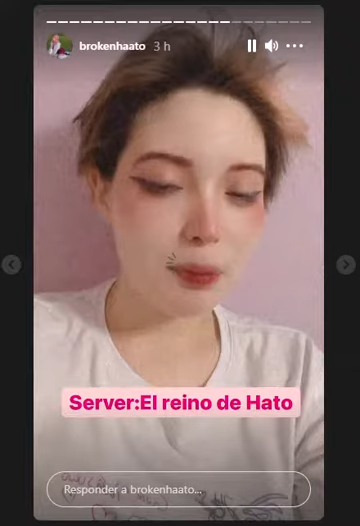 brokenhaato 3 h
Server:El reino de Hato
Responder a brokenhaato...